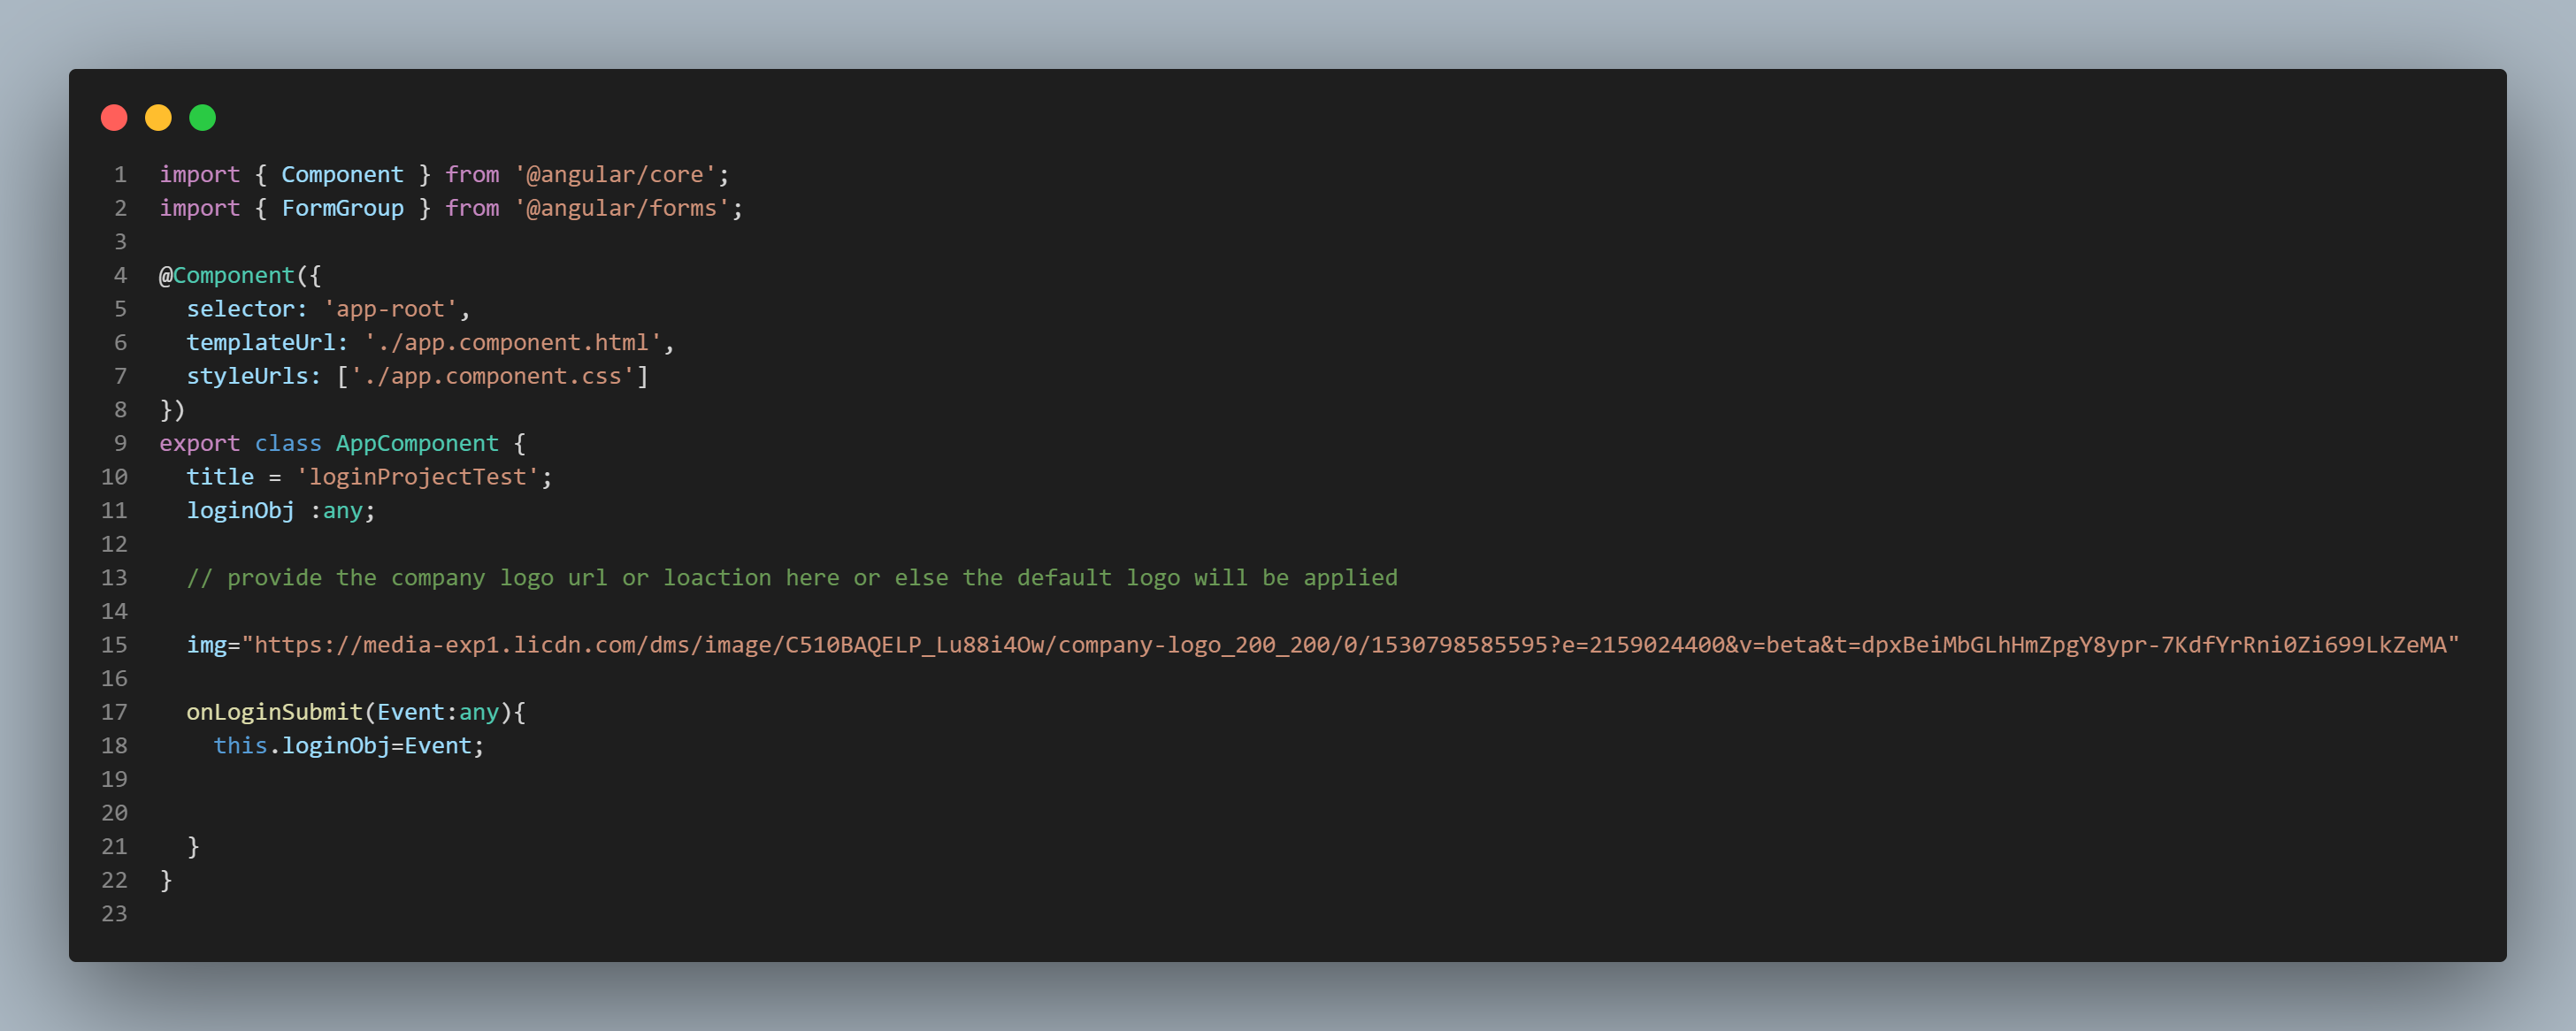 1 import { Component } from '@angular/core';
2 import { FormGroup } from '@angular/forms';
3
4 @Component({
5   selector: 'app-root',
6   templateUrl: './app.component.html',
7   styleUrls: ['./app.component.css']
8 })
9 export class AppComponent {
10   title = 'loginProjectTest';
11   loginObj :any;
12
13   // provide the company logo url or loaction here or else the default logo will be applied
14
15   img="https://media-exp1.licdn.com/dms/image/C510BAQELP_Lu88i4Ow/company-logo_200_200/0/1530798585595?e=2159024400&v=beta&t=dpxBeiMbGLhHmZpgY8ypr-7KdfYrRni0Zi699LkZeMA"
16
17   onLoginSubmit(Event:any){
18     this.loginObj=Event;
19
20
21   }
22 }
23